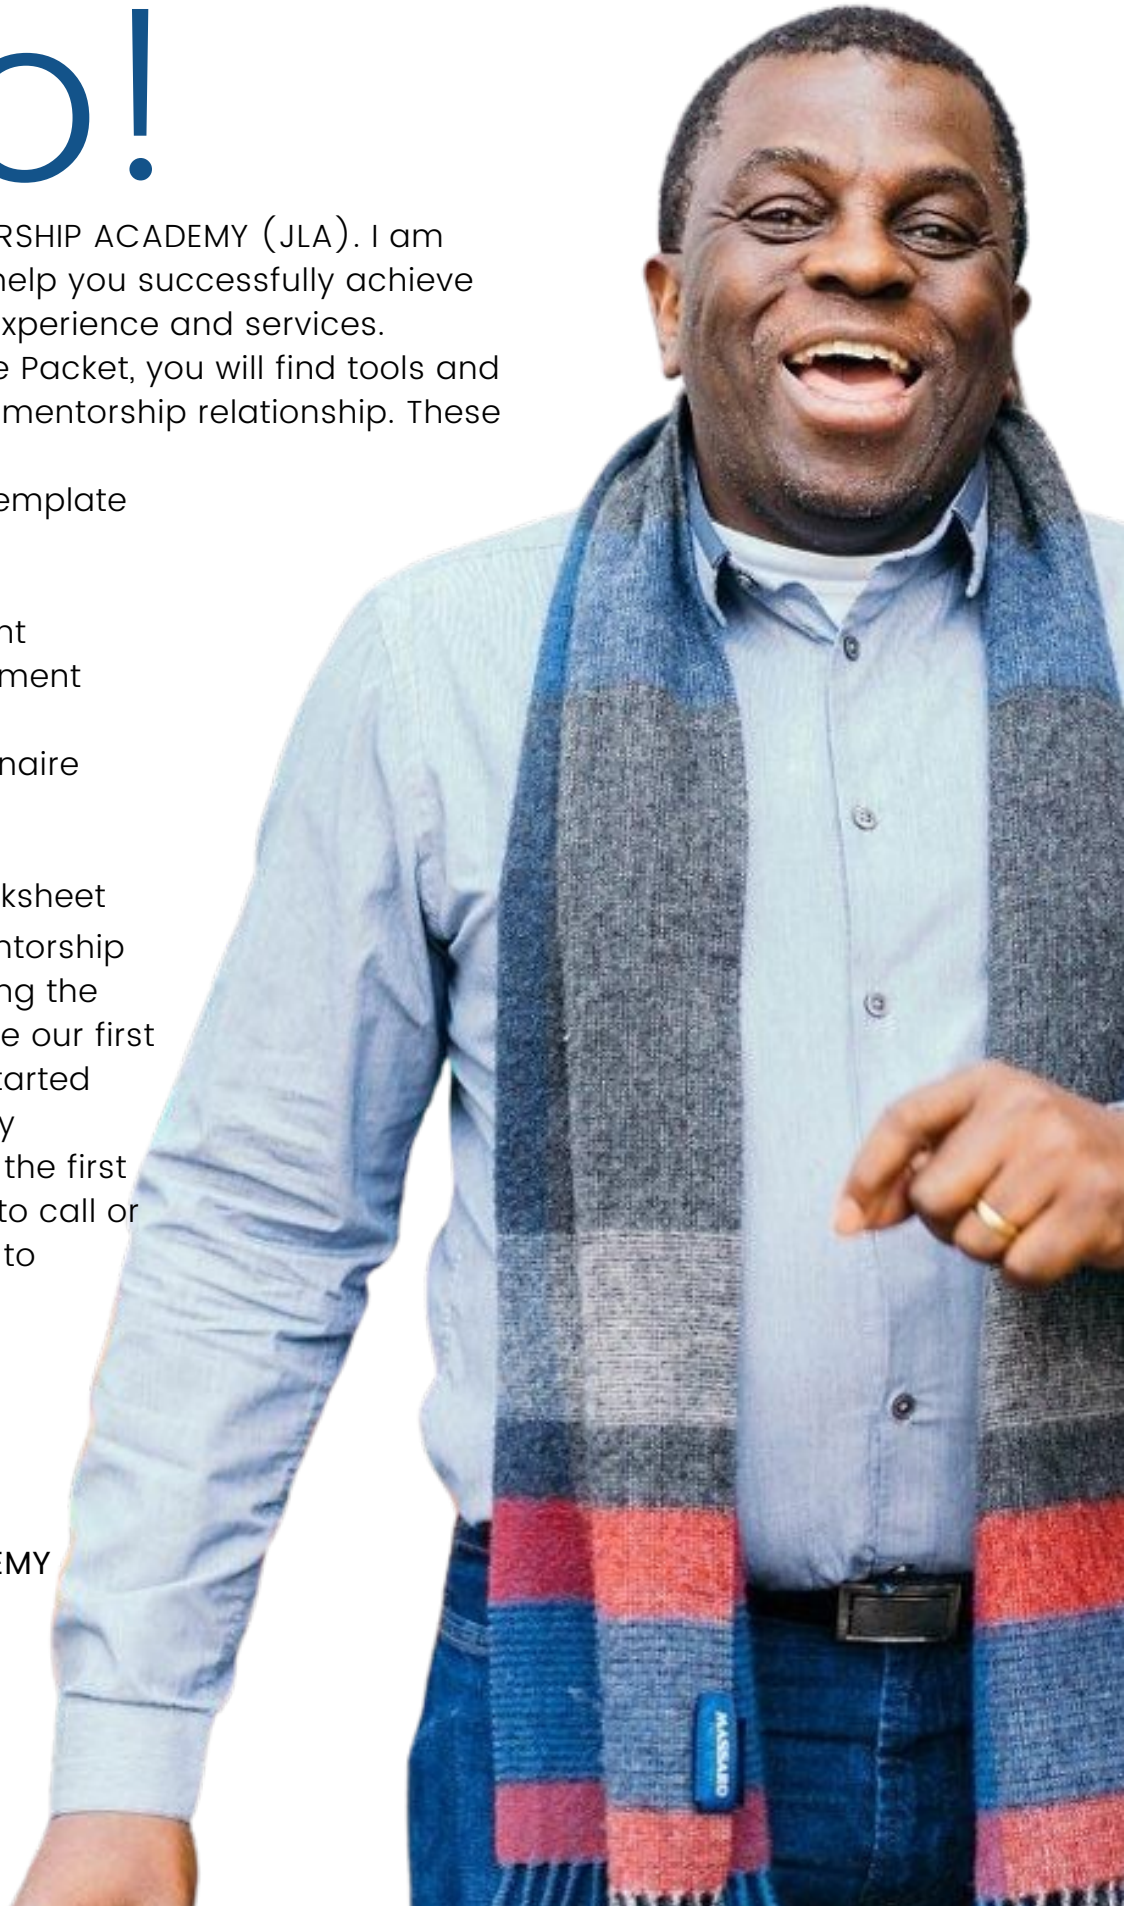 o!
RSHIP ACADEMY (JLA). I am
help you successfully achieve
xperience and services.
e Packet, you will find tools and
mentorship relationship. These
emplate
nt
ment
naire
ksheet
ntorship
ng the
e our first
tarted
y
the first
to call or
to
EMY
MASSARO